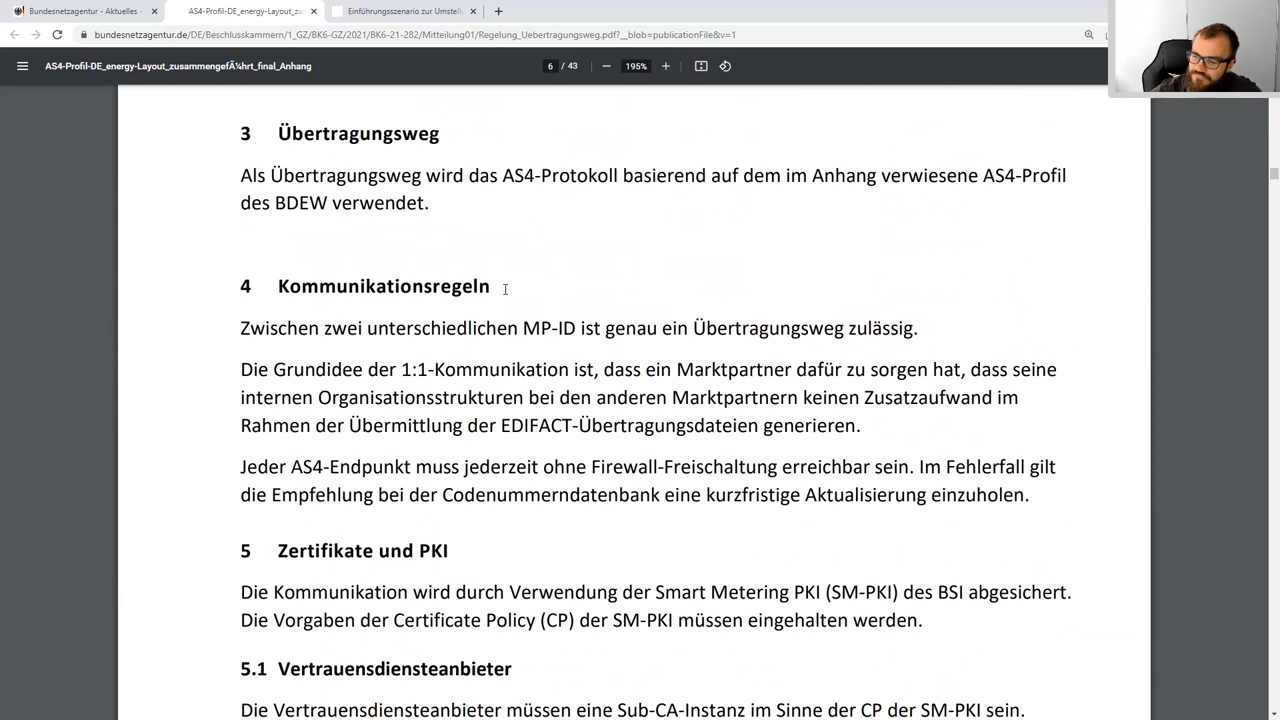 Bundesnetzagentur - Aktuelles -
AS4-Profil-DE_energy-Layout_zu
Einführungsszenario zur Umstell
bundesnetzagentur.de/DE/Beschlusskammern/1_GZ/BK6-GZ/2021/BK6-21-282/Mitteilung01/Regelung_Uebertragungsweg.pdf?__blob=publicationFile&v=1
AS4-Profil-DE_energy-Layout_zusammengefÃ¼hrt_final_Anhang
6 / 43
195%
3 Übertragungsweg
Als Übertragungsweg wird das AS4-Protokoll basierend auf dem im Anhang verwiesene AS4-Profil
des BDEW verwendet.
4 Kommunikationsregeln
Zwischen zwei unterschiedlichen MP-ID ist genau ein Übertragungsweg zulässig.
Die Grundidee der 1:1-Kommunikation ist, dass ein Marktpartner dafür zu sorgen hat, dass seine
internen Organisationsstrukturen bei den anderen Marktpartnern keinen Zusatzaufwand im
Rahmen der Übermittlung der EDIFACT-Übertragungsdateien generieren.
Jeder AS4-Endpunkt muss jederzeit ohne Firewall-Freischaltung erreichbar sein. Im Fehlerfall gilt
die Empfehlung bei der Codenummerndatenbank eine kurzfristige Aktualisierung einzuholen.
5 Zertifikate und PKI
Die Kommunikation wird durch Verwendung der Smart Metering PKI (SM-PKI) des BSI abgesichert.
Die Vorgaben der Certificate Policy (CP) der SM-PKI müssen eingehalten werden.
5.1 Vertrauensdiensteanbieter
Die Vertrauensdiensteanbieter müssen eine Sub-CA-Instanz im Sinne der CP der SM-PKI sein.